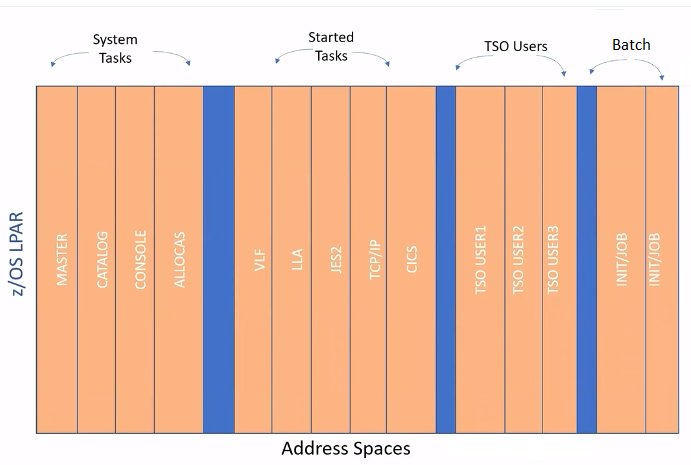 System
Tasks
Started
Tasks
TSO Users
Batch
z/OS LPAR
MASTER
CATALOG
CONSOLE
ALLOCAS
VLF
LLA
JES2
TCP/IP
CICS
TSO USER1
TSO USER2
TSO USER3
INIT/JOB
INIT/JOB
Address Spaces